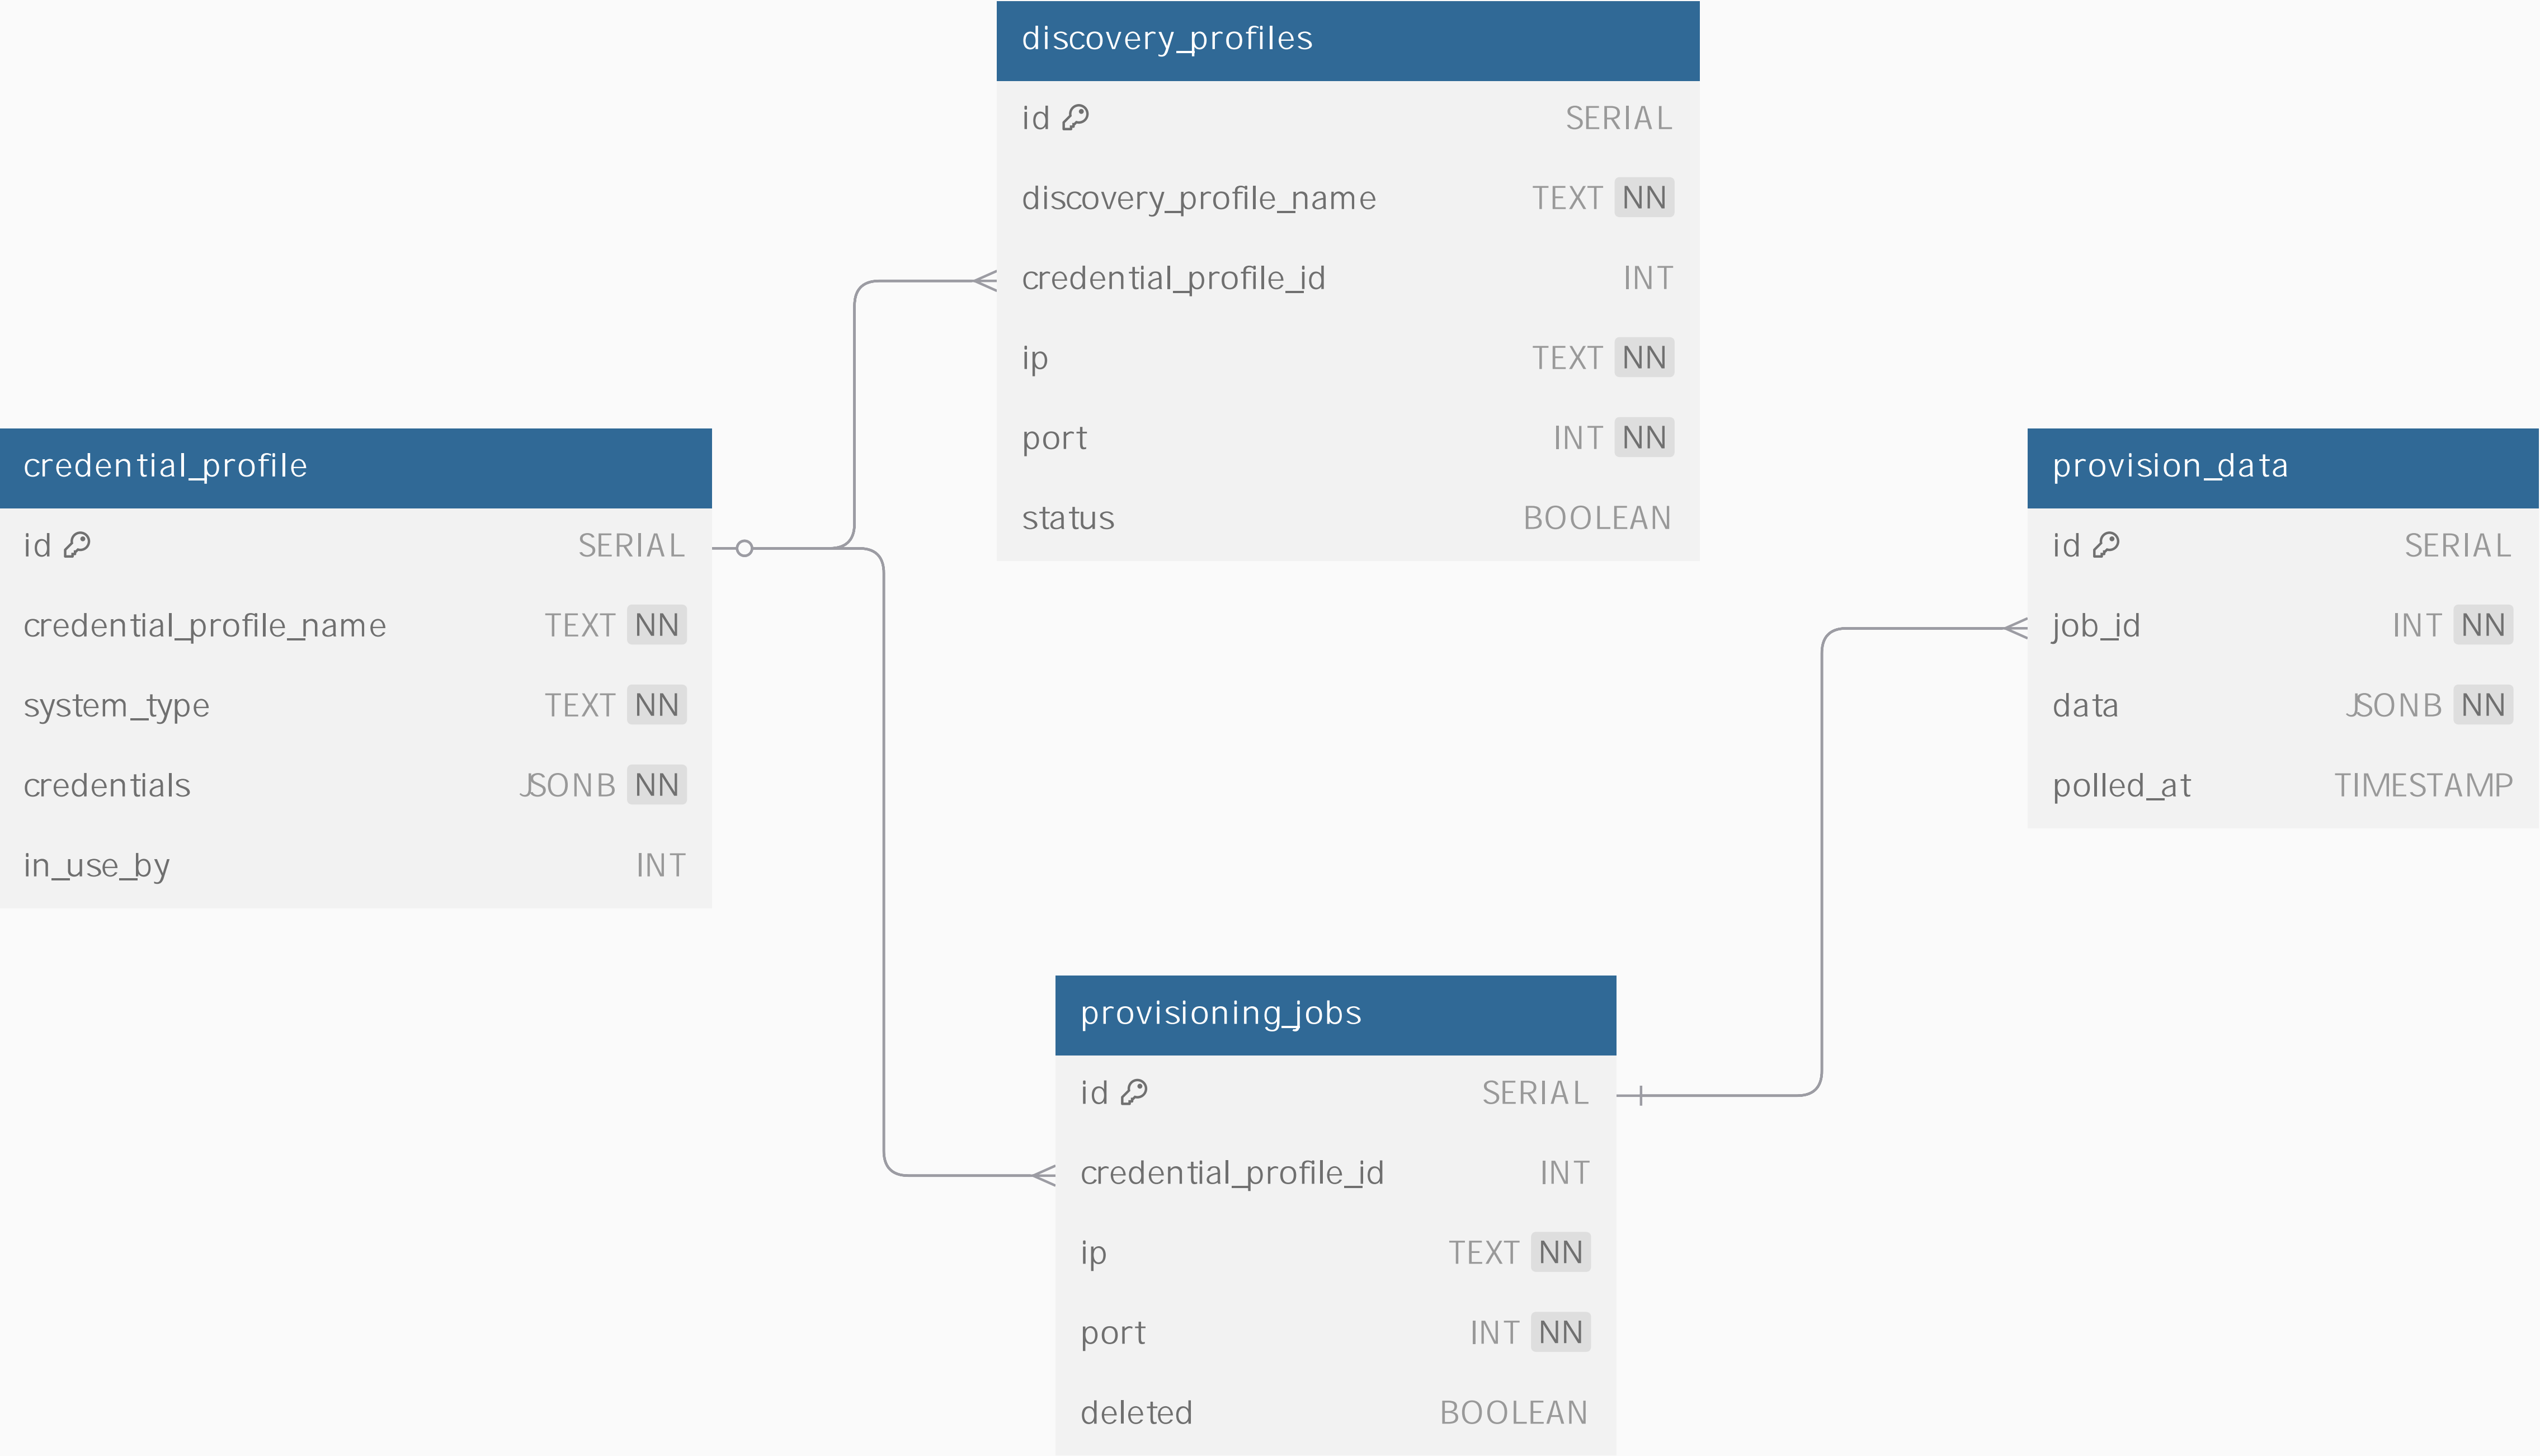 discovery_profiles
id SERIAL
discovery_profile_name TEXT NN
credential_profile_id INT
ip TEXT NN
port INT NN
status BOOLEAN
credential_profile
id SERIAL
credential_profile_name TEXT NN
system_type TEXT NN
credentials JSONB NN
in_use_by INT
provision_data
id SERIAL
job_id INT NN
data JSONB NN
polled_at TIMESTAMP
provisioning_jobs
id SERIAL
credential_profile_id INT
ip TEXT NN
port INT NN
deleted BOOLEAN